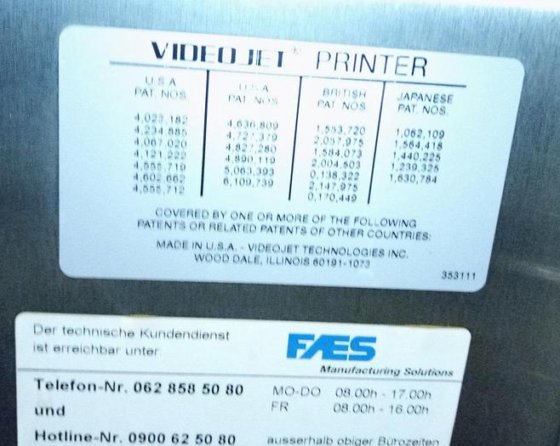 VIDEOJET® PRINTER
U.S.A U.S.A BRITISH JAPANESE
PAT. NOS. PAT. NOS. PAT. NOS. PAT. NOS.
4,023,182 4,636,809 1,553,720 1,062,109
4,234,885 4,727,379 2,057,975 1,564,418
4,067,020 4,827,280 1,584,073 1,440,225
4,121,222 4,890,119 2,004,503 1,239,325
4,555,719 5,063,393 0,138,322 1,630,784
4,602,662 6,109,739 2,147,975
4,555,712 0,170,449
COVERED BY ONE OR MORE OF THE FOLLOWING
PATENTS OR RELATED PATENTS OF OTHER COUNTRIES:
MADE IN U.S.A. - VIDEOJET TECHNOLOGIES INC.
WOOD DALE, ILLINOIS 60191-1073
353111
Der technische Kundendienst
ist erreichbar unter:
FAES
Manufacturing Solutions
Telefon-Nr. 062 858 50 80 MO-DO 08.00h - 17.00h
und FR 08.00h - 16.00h
Hotline-Nr. 0900 62 50 80 ausserhalb obiger Bürozeiten